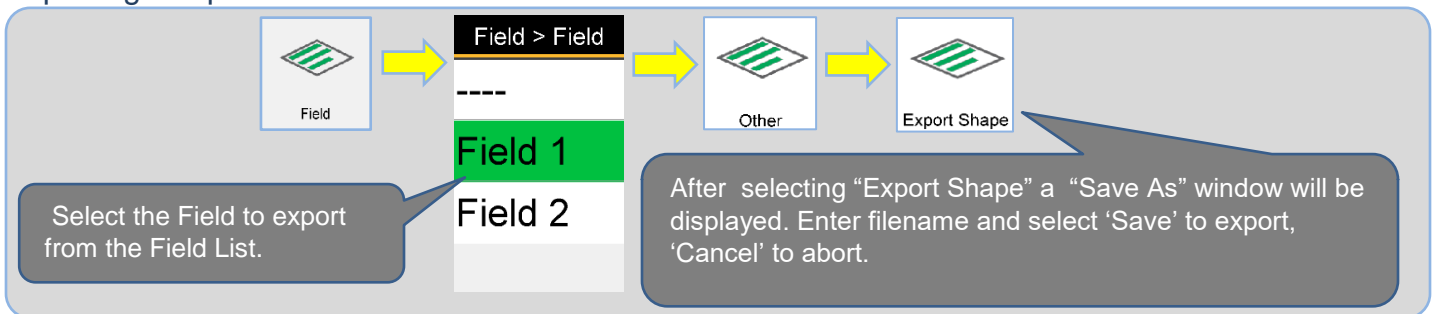 Field
Field > Field
----
Field 1
Field 2
Other
Export Shape
Select the Field to export
from the Field List.
After selecting “Export Shape” a “Save As” window will be
displayed. Enter filename and select ‘Save’ to export,
‘Cancel’ to abort.